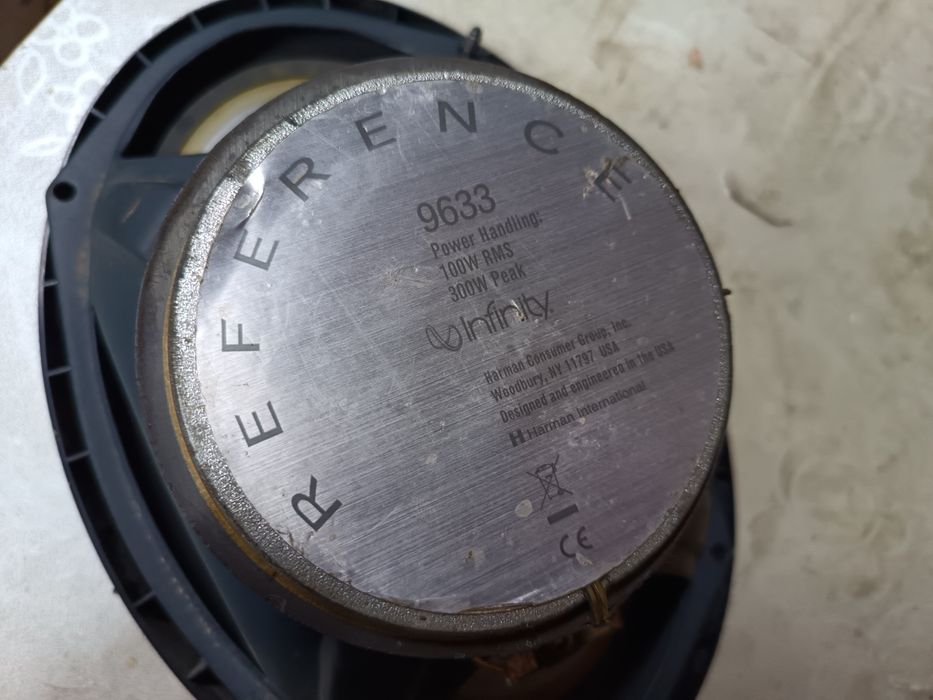 REFERENCE
9633
Power Handling:
100W RMS
300W Peak
Infinity
Harman Consumer Group, Inc.
Woodbury, NY 11797 USA
Designed and engineered in the USA
H Harman International
CE